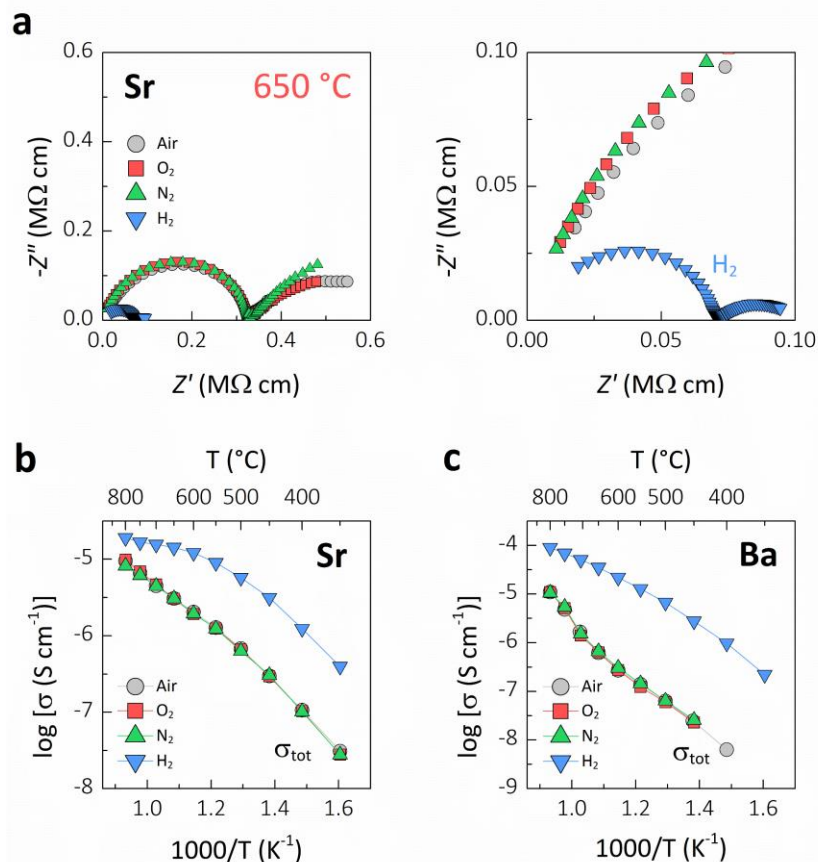 a
0.6
0.4
0.2
0.0
-Z″ (MΩ cm)
Sr
650 °C
Air
O₂
N₂
H₂
0.0 0.2 0.4 0.6
Z′ (MΩ cm)
0.10
0.05
0.00
-Z″ (MΩ cm)
H₂
0.00 0.05 0.10
Z′ (MΩ cm)
b
T (°C)
800 600 500 400
-5
-6
-7
-8
log [σ (S cm⁻¹)]
Sr
Air
O₂
N₂
H₂
σtot
1.0 1.2 1.4 1.6
1000/T (K⁻¹)
c
T (°C)
800 600 500 400
-4
-5
-6
-7
-8
-9
log [σ (S cm⁻¹)]
Ba
Air
O₂
N₂
H₂
σtot
1.0 1.2 1.4 1.6
1000/T (K⁻¹)